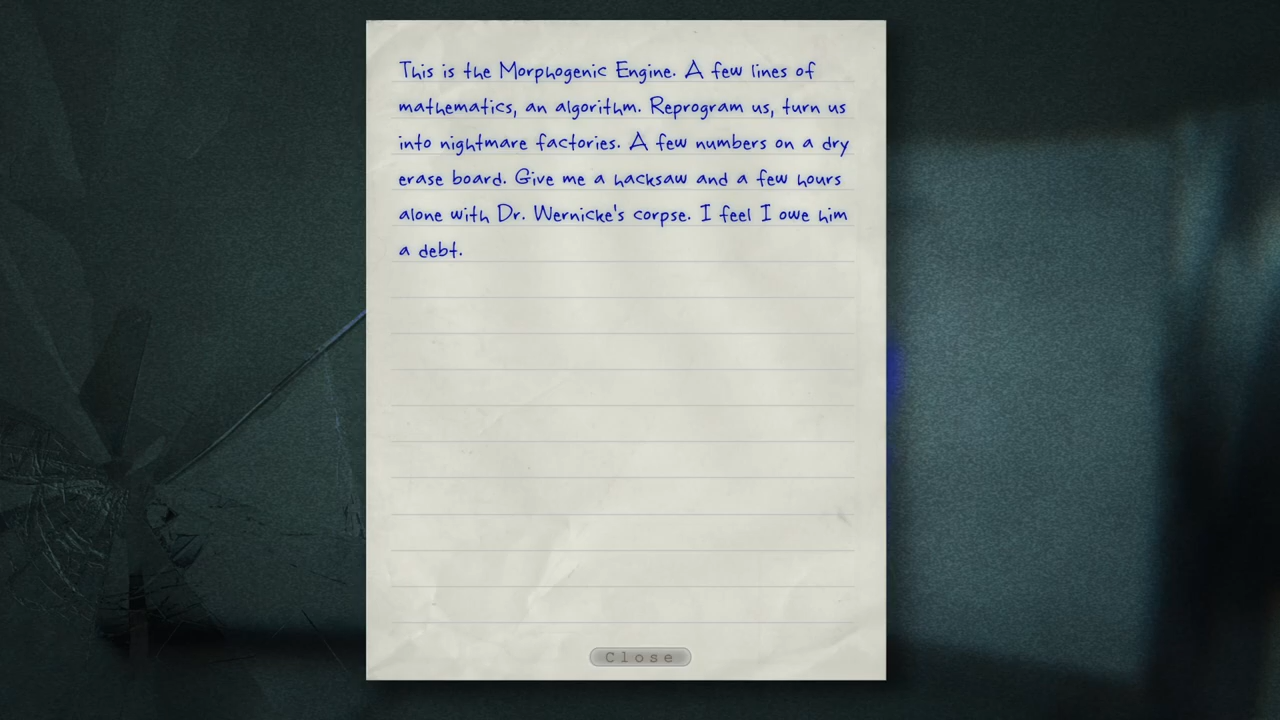 This is the Morphogenic Engine. A few lines of
mathematics, an algorithm. Reprogram us, turn us
into nightmare factories. A few numbers on a dry
erase board. Give me a hacksaw and a few hours
alone with Dr. Wernicke's corpse. I feel I owe him
a debt.
Close